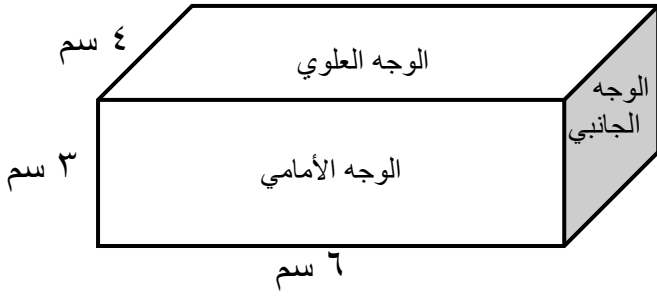 ٤ سم
الوجه العلوي
الوجه
الجانبي
٣ سم
الوجه الأمامي
٦ سم